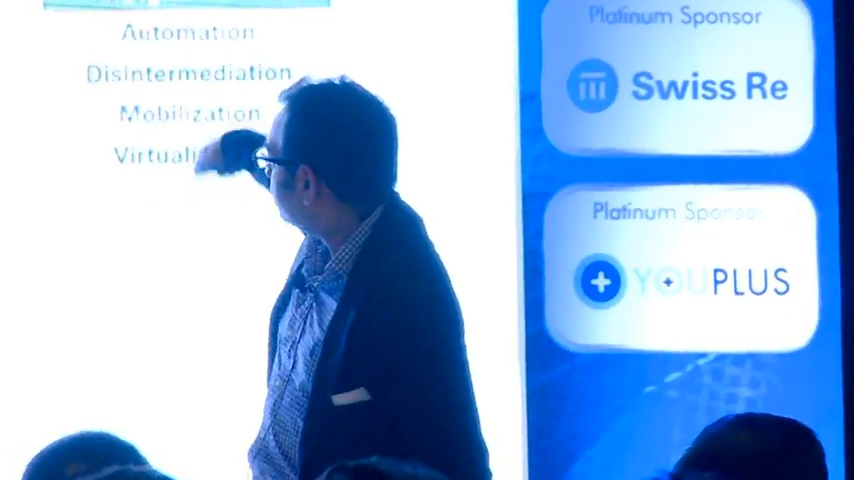 Automation
Disintermediation
Mobilization
Platinum Sponsor
Swiss Re
Platinum Sponsor
YOUPLUS